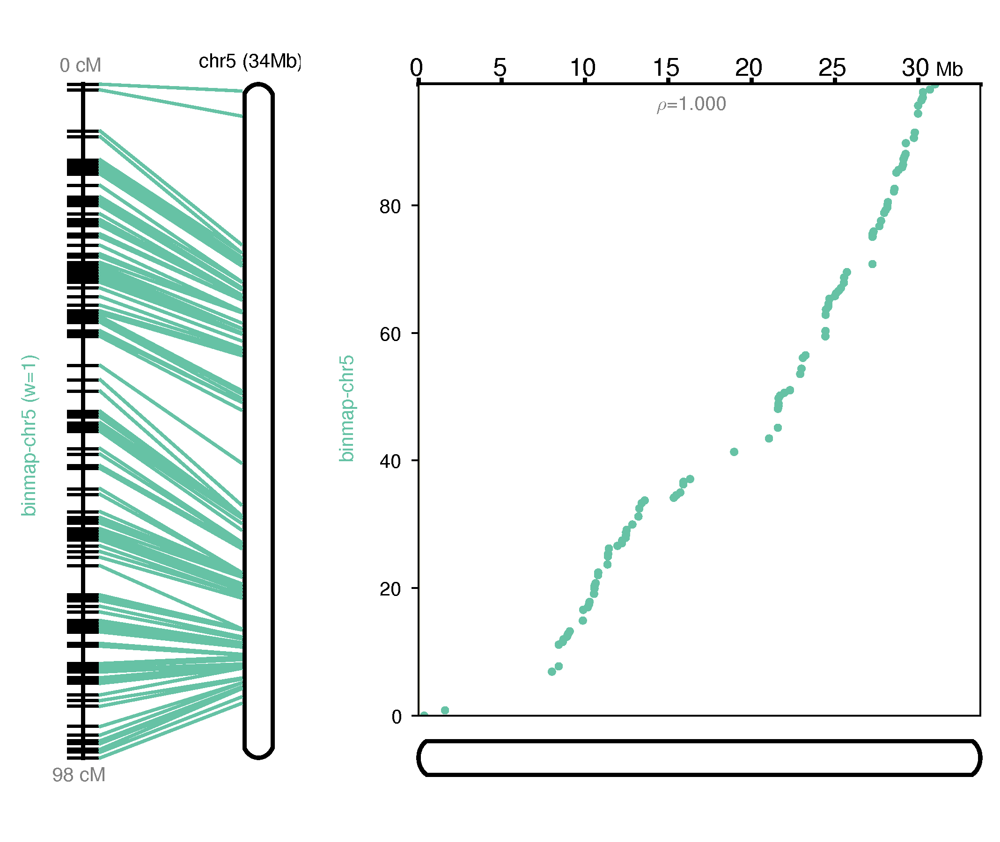 0 cM
chr5 (34Mb)
binmap-chr5 (w=1)
98 cM
0 5 10 15 20 25 30 Mb
ρ=1.000
binmap-chr5
80
60
40
20
0